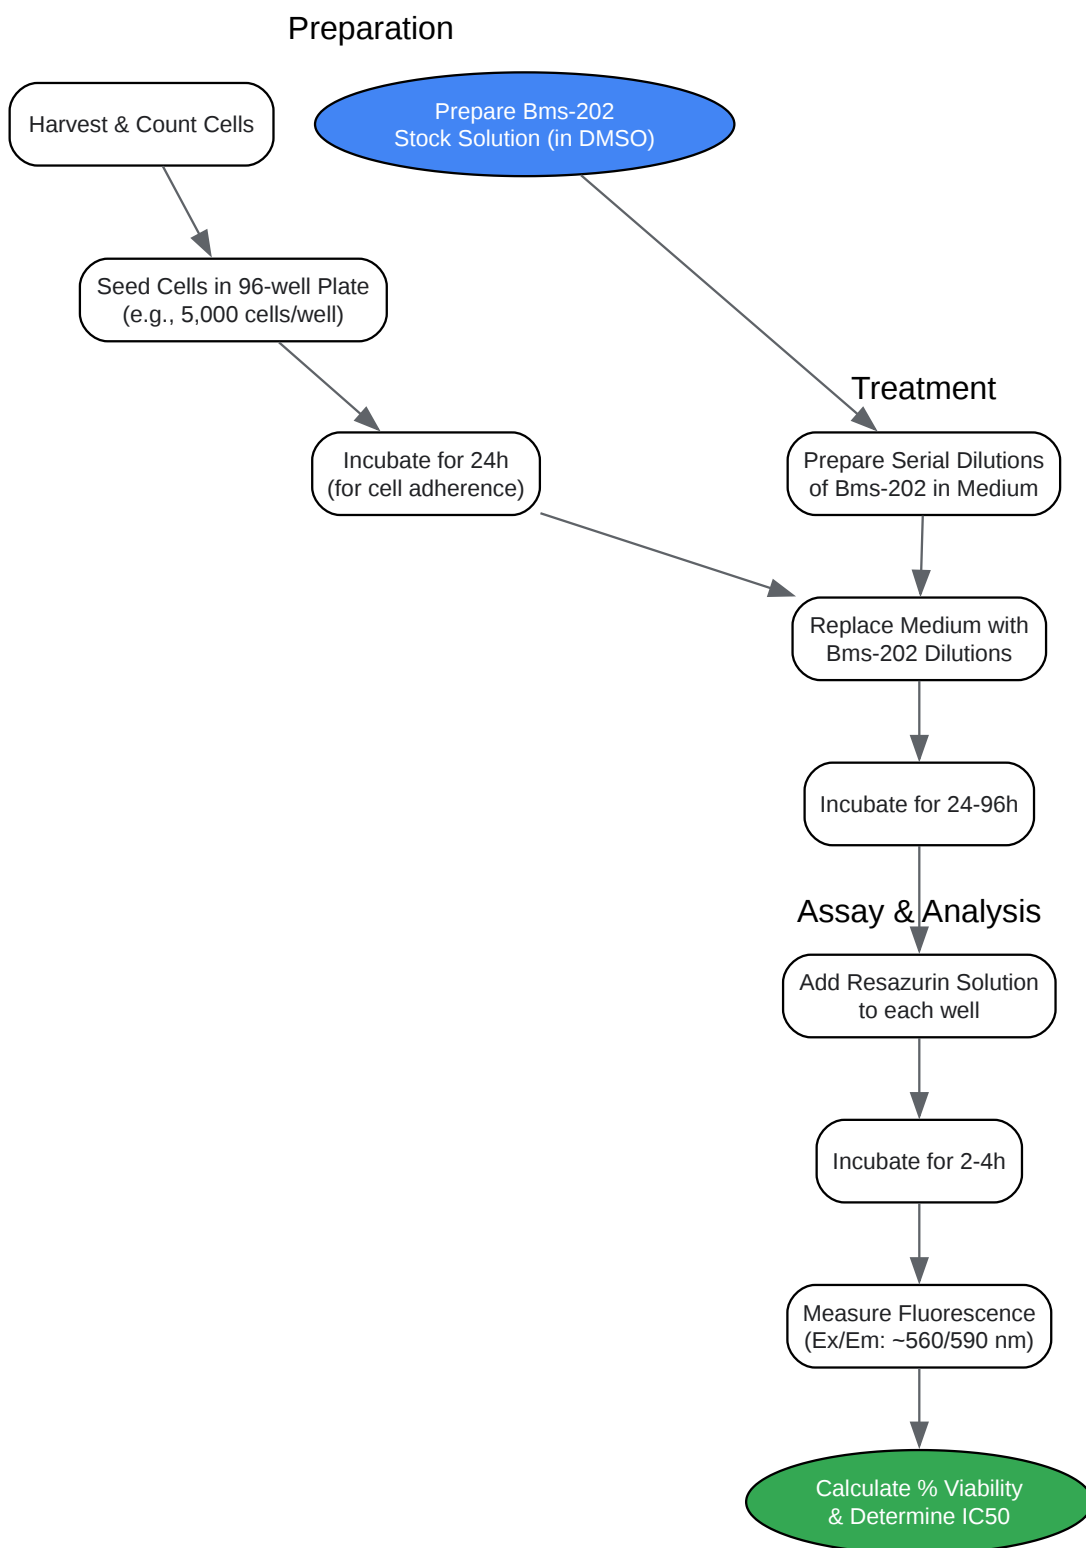 Preparation
Harvest & Count Cells
Prepare Bms-202
Stock Solution (in DMSO)
Seed Cells in 96-well Plate
(e.g., 5,000 cells/well)
Treatment
Incubate for 24h
(for cell adherence)
Prepare Serial Dilutions
of Bms-202 in Medium
Replace Medium with
Bms-202 Dilutions
Incubate for 24-96h
Assay & Analysis
Add Resazurin Solution
to each well
Incubate for 2-4h
Measure Fluorescence
(Ex/Em: ~560/590 nm)
Calculate % Viability
& Determine IC50